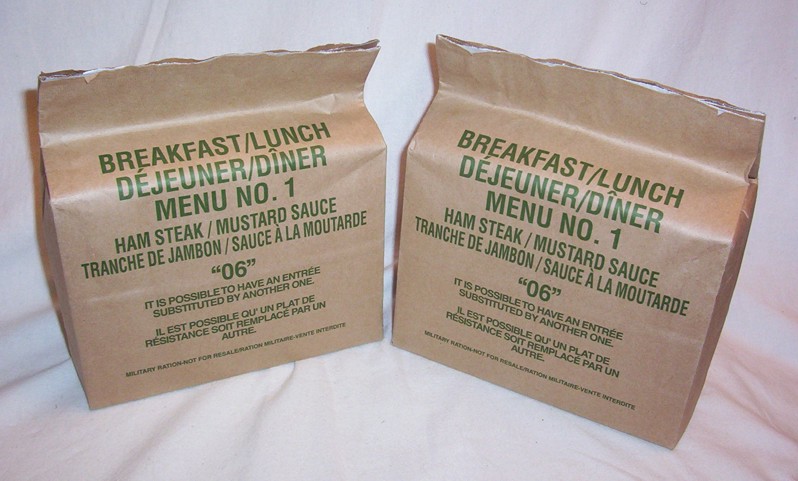 BREAKFAST/LUNCH
DÉJEUNER/DÎNER
MENU NO. 1
HAM STEAK / MUSTARD SAUCE
TRANCHE DE JAMBON / SAUCE À LA MOUTARDE
“06”
IT IS POSSIBLE TO HAVE AN ENTRÉE
SUBSTITUTED BY ANOTHER ONE.
IL EST POSSIBLE QU' UN PLAT DE
RÉSISTANCE SOIT REMPLACÉ PAR UN
AUTRE.
MILITARY RATION-NOT FOR RESALE/RATION MILITAIRE-VENTE INTERDITE
BREAKFAST/LUNCH
DÉJEUNER/DÎNER
MENU NO. 1
HAM STEAK / MUSTARD SAUCE
TRANCHE DE JAMBON / SAUCE À LA MOUTARDE
“06”
IT IS POSSIBLE TO HAVE AN ENTRÉE
SUBSTITUTED BY ANOTHER ONE.
IL EST POSSIBLE QU' UN PLAT DE
RÉSISTANCE SOIT REMPLACÉ PAR UN
AUTRE.
MILITARY RATION-NOT FOR RESALE/RATION MILITAIRE-VENTE INTERDITE